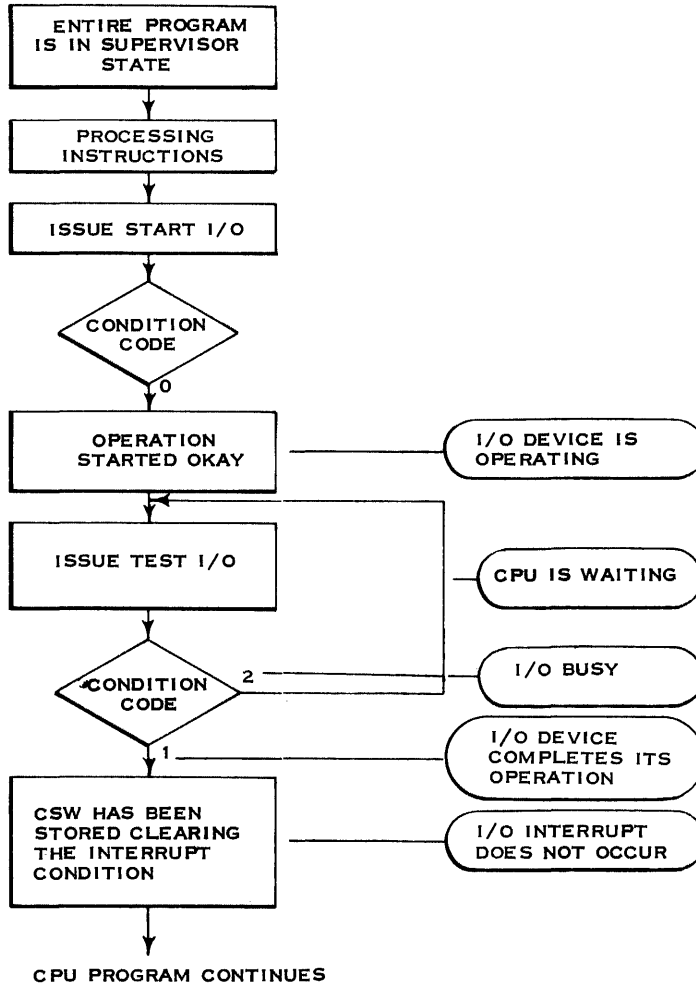 ENTIRE PROGRAM
IS IN SUPERVISOR
STATE
PROCESSING
INSTRUCTIONS
ISSUE START I/O
CONDITION
CODE
0
OPERATION
STARTED OKAY
I/O DEVICE IS
OPERATING
ISSUE TEST I/O
CPU IS WAITING
CONDITION
CODE
2
I/O BUSY
1
I/O DEVICE
COMPLETES ITS
OPERATION
CSW HAS BEEN
STORED CLEARING
THE INTERRUPT
CONDITION
I/O INTERRUPT
DOES NOT OCCUR
CPU PROGRAM CONTINUES